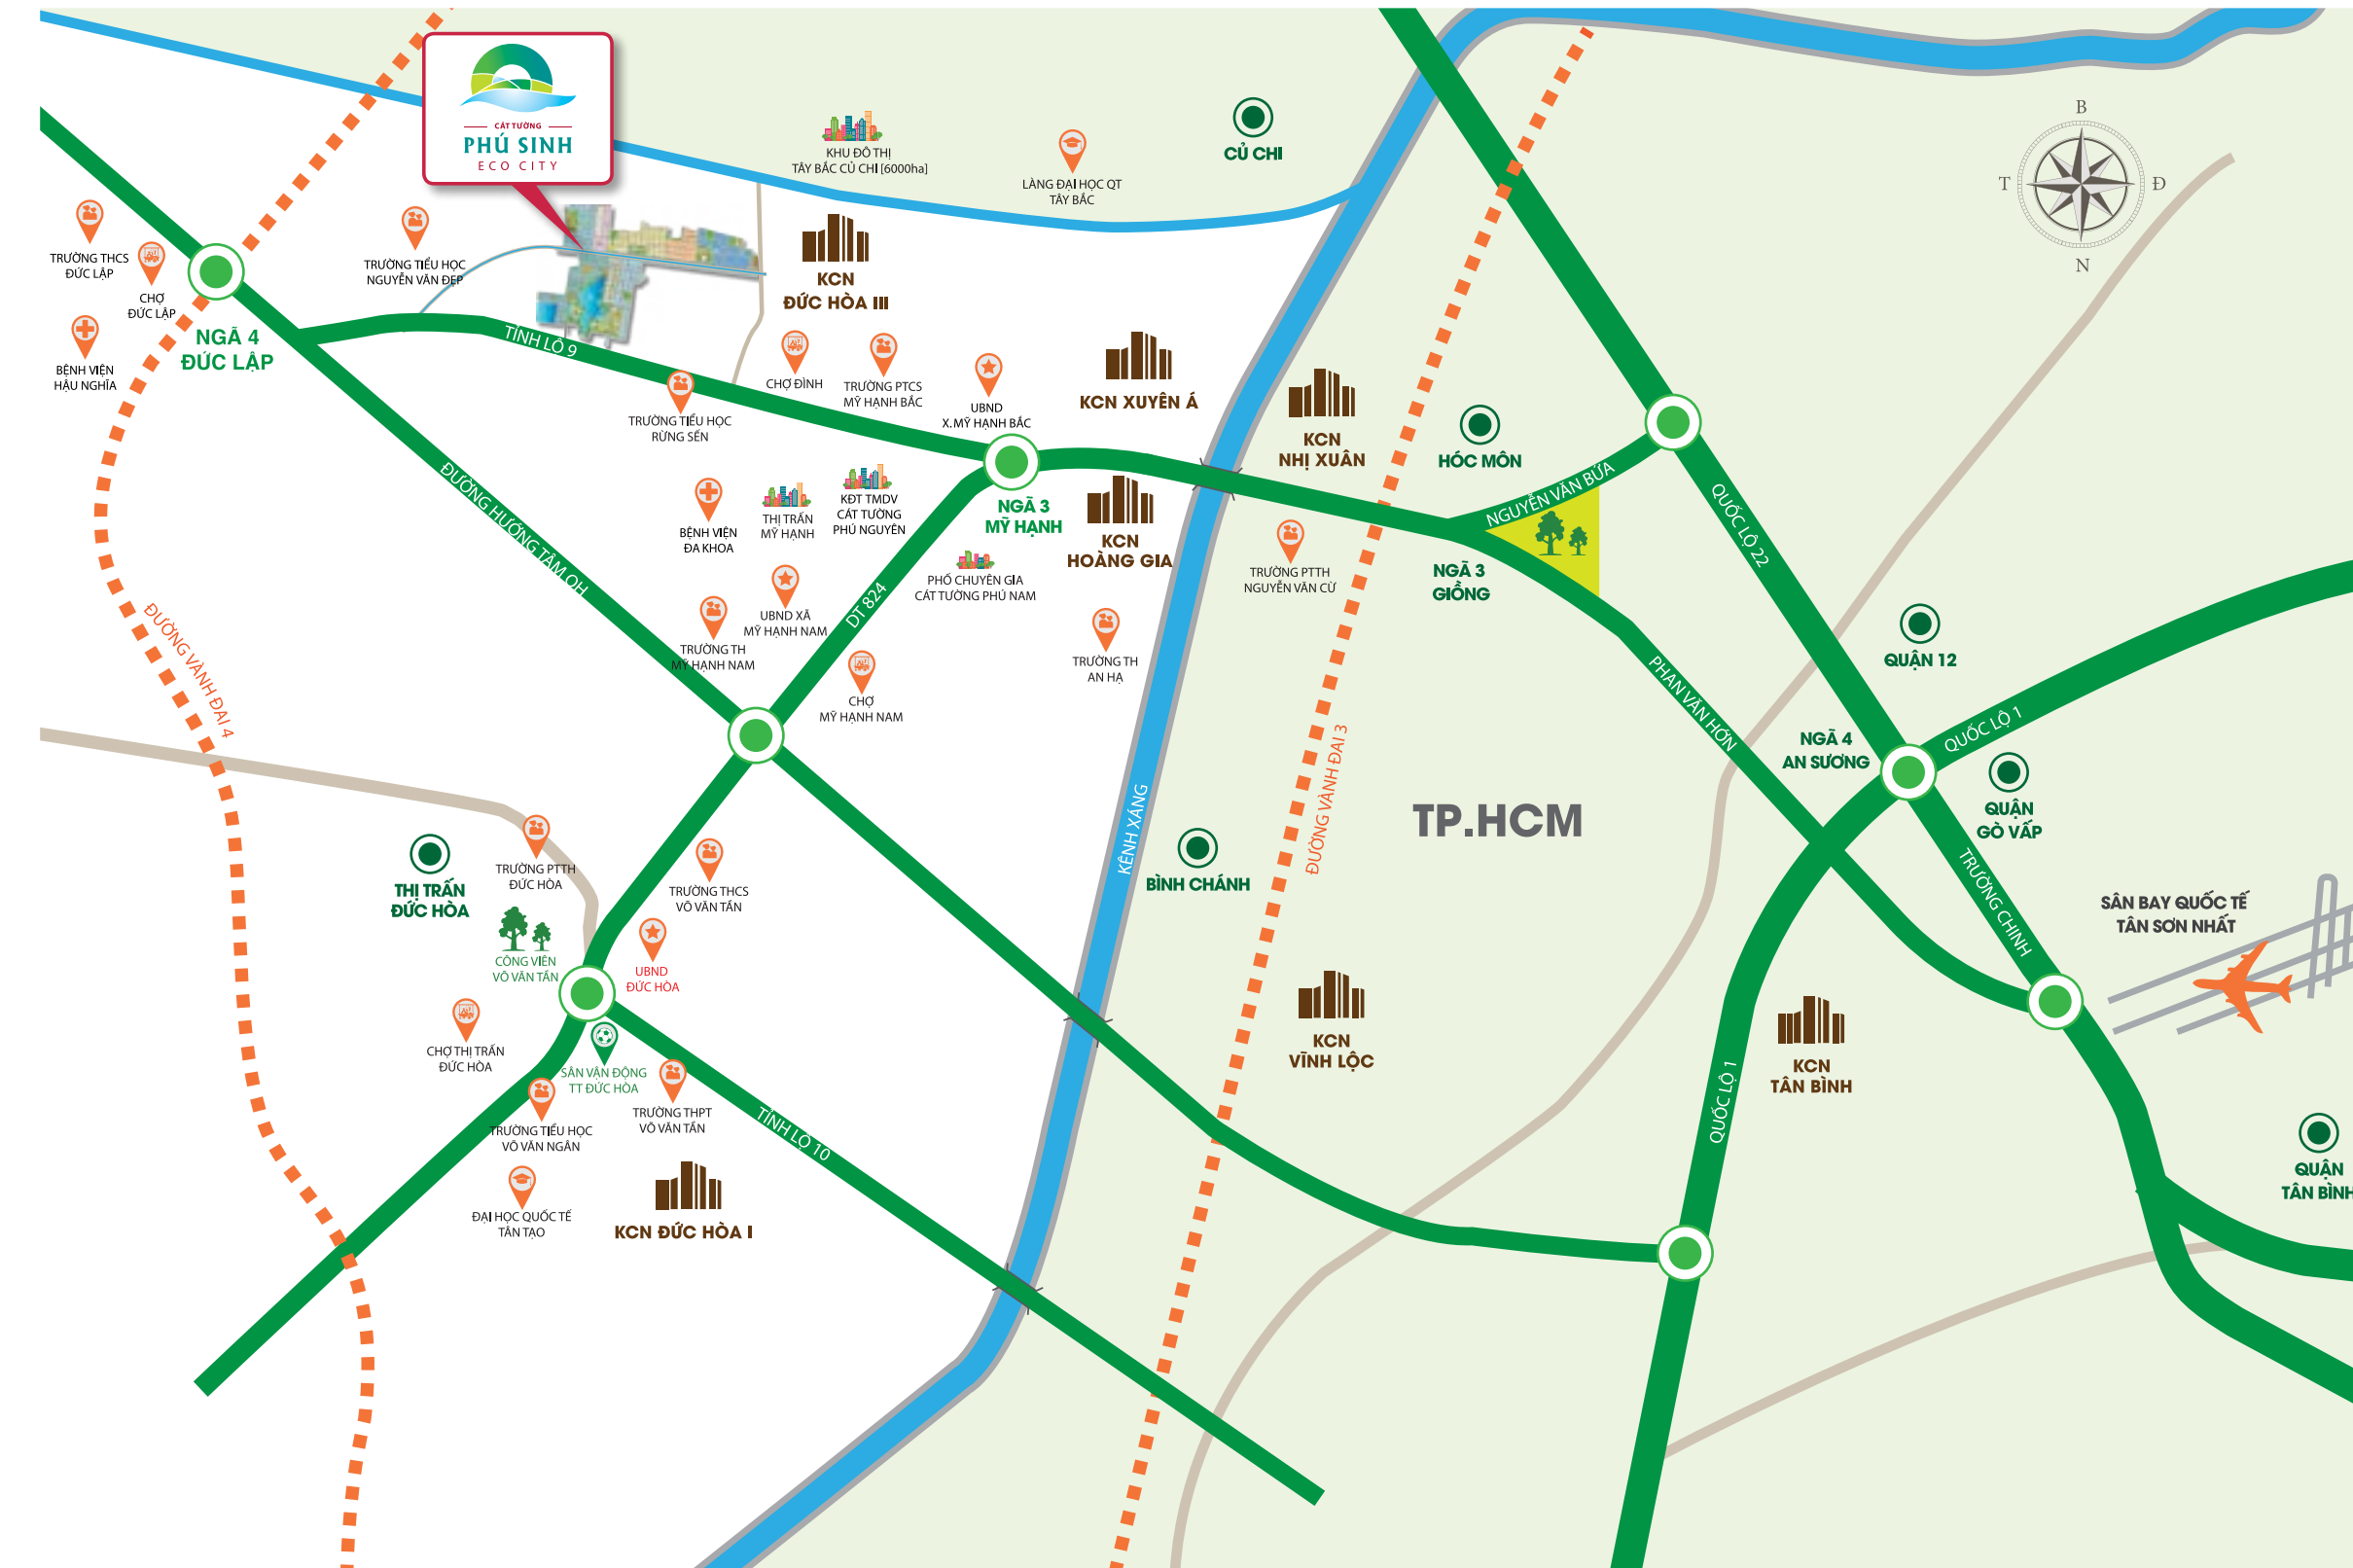 CÁT TƯỜNG
PHÚ SINH
ECO CITY
KHU ĐÔ THỊ
TÂY BẮC CỦ CHI [6000ha]
LÀNG ĐẠI HỌC QT
TÂY BẮC
CỦ CHI
B
T
Đ
N
TRƯỜNG THCS
ĐỨC LẬP
CHỢ
ĐỨC LẬP
BỆNH VIỆN
HẬU NGHĨA
NGÃ 4
ĐỨC LẬP
TRƯỜNG TIỂU HỌC
NGUYỄN VĂN ĐẸP
KCN
ĐỨC HÒA III
TỈNH LỘ 9
CHỢ ĐÌNH
TRƯỜNG PTCS
MỸ HẠNH BẮC
UBND
X.MỸ HẠNH BẮC
TRƯỜNG TIỂU HỌC
RỪNG SẾN
KCN XUYÊN Á
KCN
NHỊ XUÂN
HÓC MÔN
NGUYỄN VĂN BỨA
QUỐC LỘ 22
ĐƯỜNG HƯỚNG TÂM QH
BỆNH VIỆN
ĐA KHOA
THỊ TRẤN
MỸ HẠNH
KĐT TMDV
CÁT TƯỜNG
PHÚ NGUYÊN
NGÃ 3
MỸ HẠNH
KCN
HOÀNG GIA
TRƯỜNG PTTH
NGUYỄN VĂN CỪ
NGÃ 3
GIỒNG
PHỐ CHUYÊN GIA
CÁT TƯỜNG PHÚ NAM
UBND XÃ
MỸ HẠNH NAM
DT 824
TRƯỜNG TH
MỸ HẠNH NAM
CHỢ
MỸ HẠNH NAM
TRƯỜNG TH
AN HẠ
ĐƯỜNG VÀNH ĐAI 4
QUẬN 12
PHAN VĂN HỚN
NGÃ 4
AN SƯƠNG
QUỐC LỘ 1
QUẬN
GÒ VẤP
ĐƯỜNG VÀNH ĐAI 3
KÊNH XÁNG
TP.HCM
BÌNH CHÁNH
TRƯỜNG CHINH
SÂN BAY QUỐC TẾ
TÂN SƠN NHẤT
THỊ TRẤN
ĐỨC HÒA
TRƯỜNG PTTH
ĐỨC HÒA
TRƯỜNG THCS
VÕ VĂN TẦN
CÔNG VIÊN
VÕ VĂN TẦN
UBND
ĐỨC HÒA
CHỢ THỊ TRẤN
ĐỨC HÒA
SÂN VẬN ĐỘNG
TT ĐỨC HÒA
TRƯỜNG TIỂU HỌC
VÕ VĂN NGÂN
TRƯỜNG THPT
VÕ VĂN TẦN
TỈNH LỘ 10
ĐẠI HỌC QUỐC TẾ
TÂN TẠO
KCN ĐỨC HÒA I
KCN
VĨNH LỘC
QUỐC LỘ 1
KCN
TÂN BÌNH
QUẬN
TÂN BÌNH